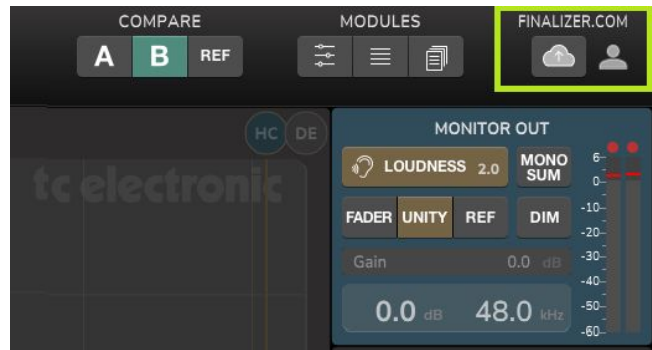 COMPARE
MODULES
FINALIZER.COM
A B REF
HC DE
tc electronic
MONITOR OUT
LOUDNESS 2.0
MONO
SUM
FADER UNITY REF DIM
Gain 0.0 dB
0.0 dB 48.0 kHz
6
0
-10
-20
-30
-40
-50
-60